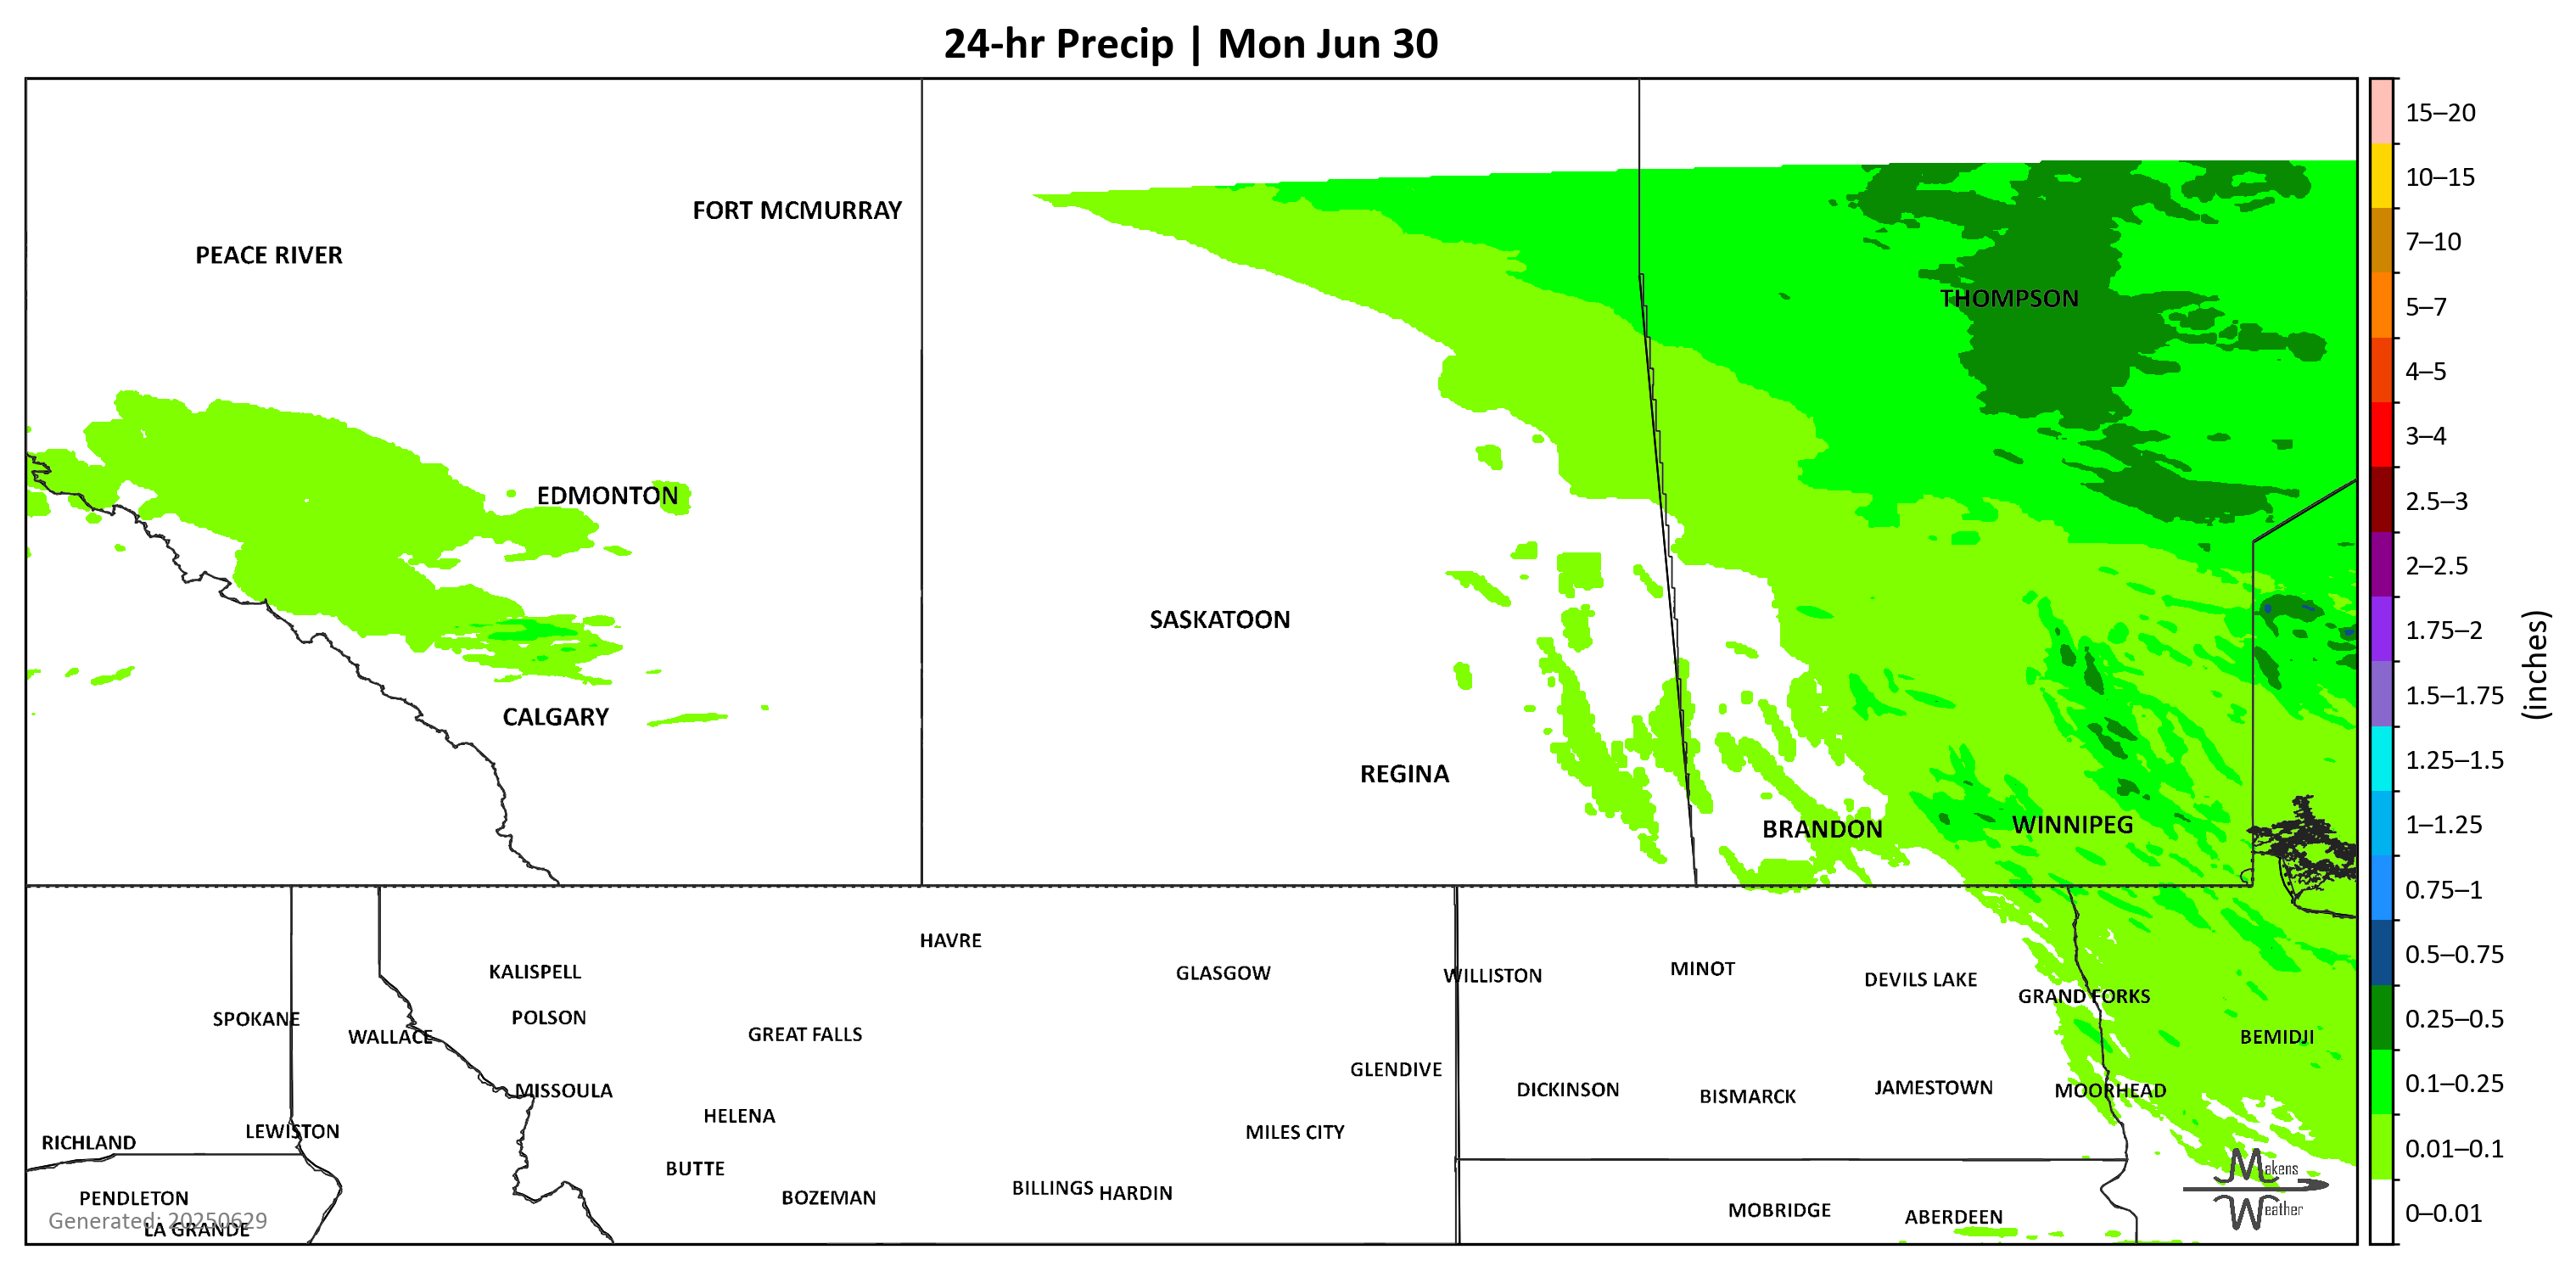 24-hr Precip | Mon Jun 30
FORT MCMURRAY
PEACE RIVER
THOMPSON
EDMONTON
SASKATOON
CALGARY
REGINA
BRANDON
WINNIPEG
HAVRE
KALISPELL
GLASGOW
WILLISTON
MINOT
DEVILS LAKE
GRAND FORKS
SPOKANE
POLSON
WALLACE
GREAT FALLS
BEMIDJI
GLENDIVE
MISSOULA
DICKINSON
BISMARCK
JAMESTOWN
MOORHEAD
HELENA
LEWISTON
MILES CITY
RICHLAND
BUTTE
BILLINGS
HARDIN
PENDLETON
BOZEMAN
MOBRIDGE
ABERDEEN
Generated: 20250629
LA GRANDE
Makens
Weather
15–20
10–15
7–10
5–7
4–5
3–4
2.5–3
2–2.5
1.75–2
1.5–1.75
1.25–1.5
1–1.25
0.75–1
0.5–0.75
0.25–0.5
0.1–0.25
0.01–0.1
0–0.01
(inches)